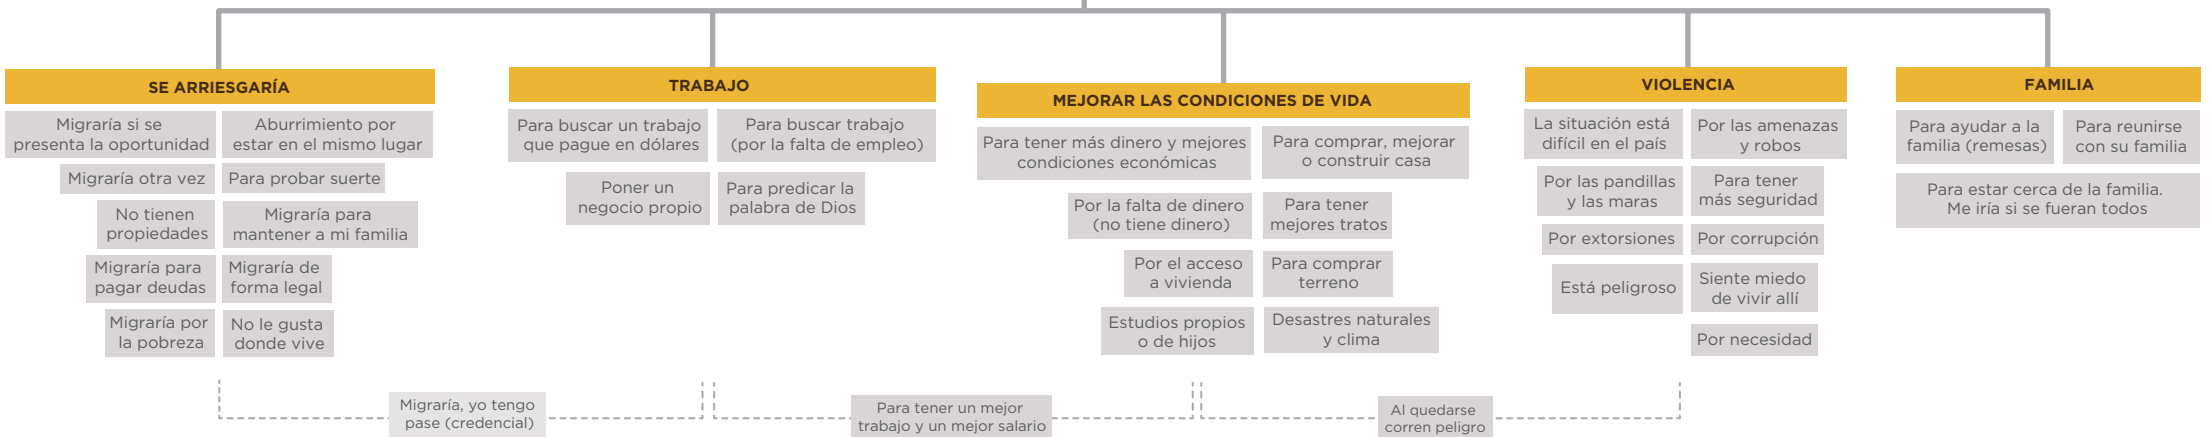 SE ARRIESGARÍA
Migraría si se
presenta la oportunidad
Aburrimiento por
estar en el mismo lugar
Migraría otra vez
Para probar suerte
No tienen
propiedades
Migraría para
mantener a mi familia
Migraría para
pagar deudas
Migraría de
forma legal
Migraría por
la pobreza
No le gusta
donde vive
TRABAJO
Para buscar un trabajo
que pague en dólares
Para buscar trabajo
(por la falta de empleo)
Poner un
negocio propio
Para predicar la
palabra de Dios
MEJORAR LAS CONDICIONES DE VIDA
Para tener más dinero y mejores
condiciones económicas
Para comprar, mejorar
o construir casa
Por la falta de dinero
(no tiene dinero)
Para tener
mejores tratos
Por el acceso
a vivienda
Para comprar
terreno
Estudios propios
o de hijos
Desastres naturales
y clima
VIOLENCIA
La situación está
difícil en el país
Por las amenazas
y robos
Por las pandillas
y las maras
Para tener
más seguridad
Por extorsiones
Por corrupción
Está peligroso
Siente miedo
de vivir allí
Por necesidad
FAMILIA
Para ayudar a la
familia (remesas)
Para reunirse
con su familia
Para estar cerca de la familia.
Me iría si se fueran todos
Migraría, yo tengo
pase (credencial)
Para tener un mejor
trabajo y un mejor salario
Al quedarse
corren peligro